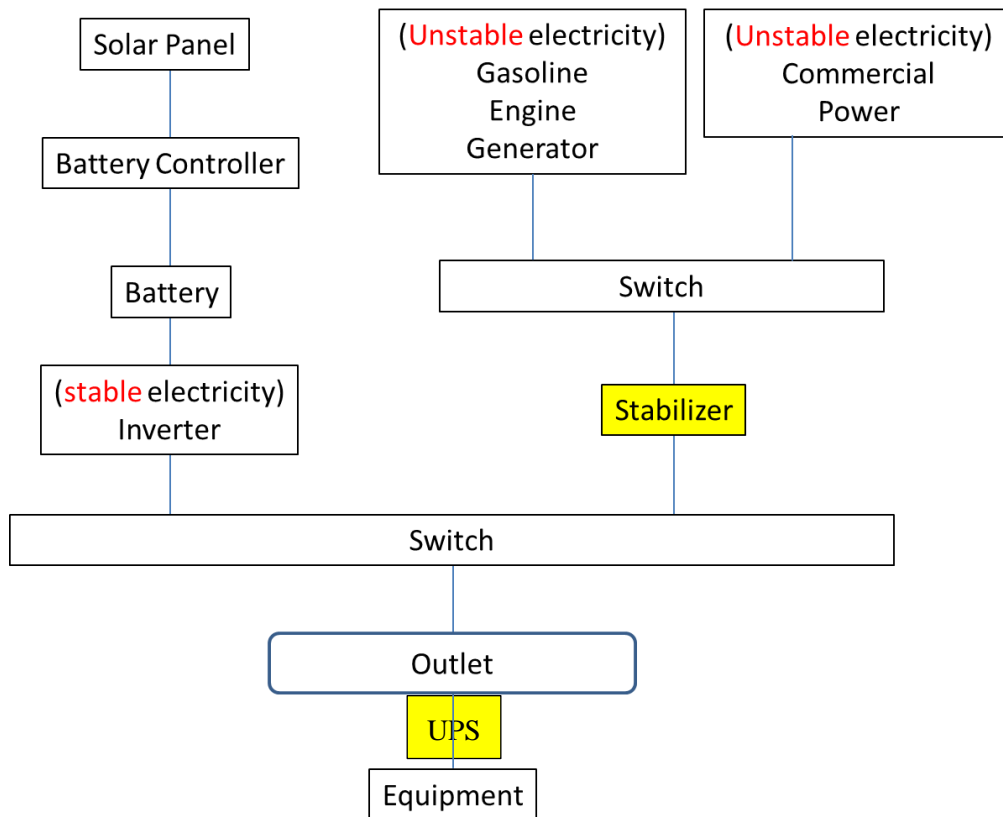 Solar Panel
(Unstable electricity)
Gasoline
Engine
Generator
(Unstable electricity)
Commercial
Power
Battery Controller
Battery
Switch
(stable electricity)
Inverter
Stabilizer
Switch
Outlet
UPS
Equipment